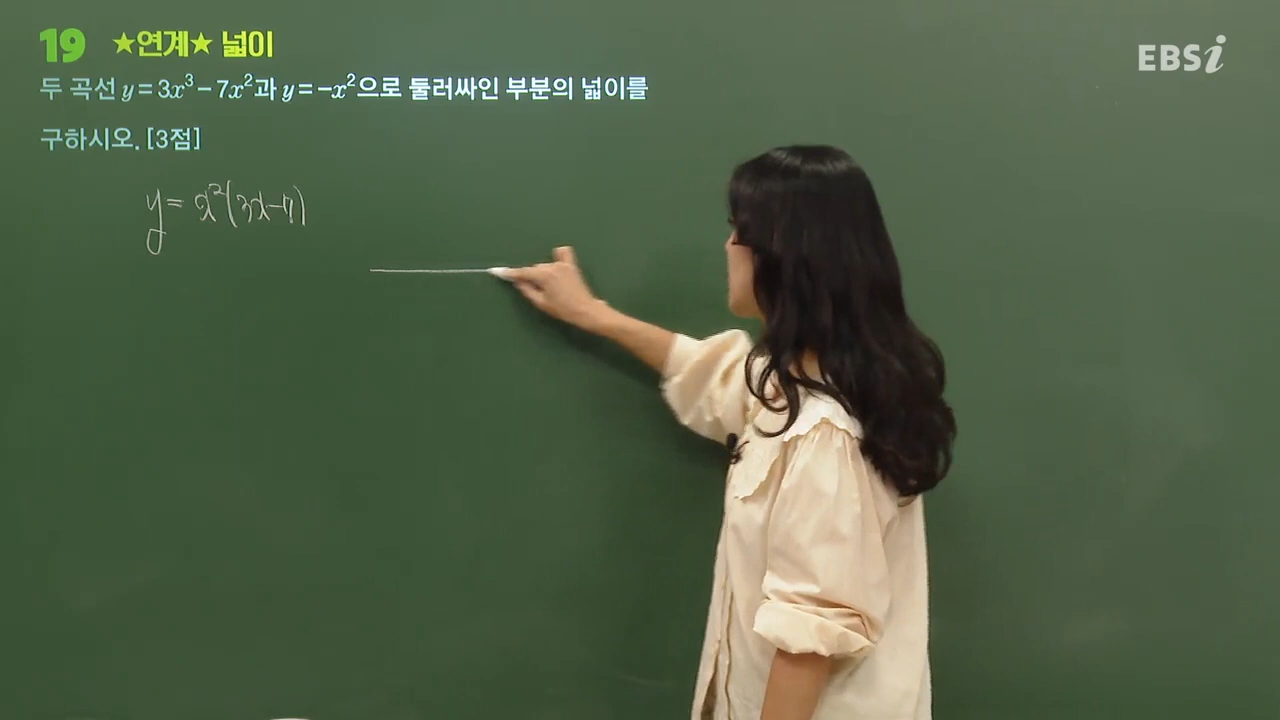 19 ★연계★ 넓이
EBSi
두 곡선 y=3x³-7x²과 y=-x²으로 둘러싸인 부분의 넓이를
구하시오. [3점]
y= x²(3x-7)